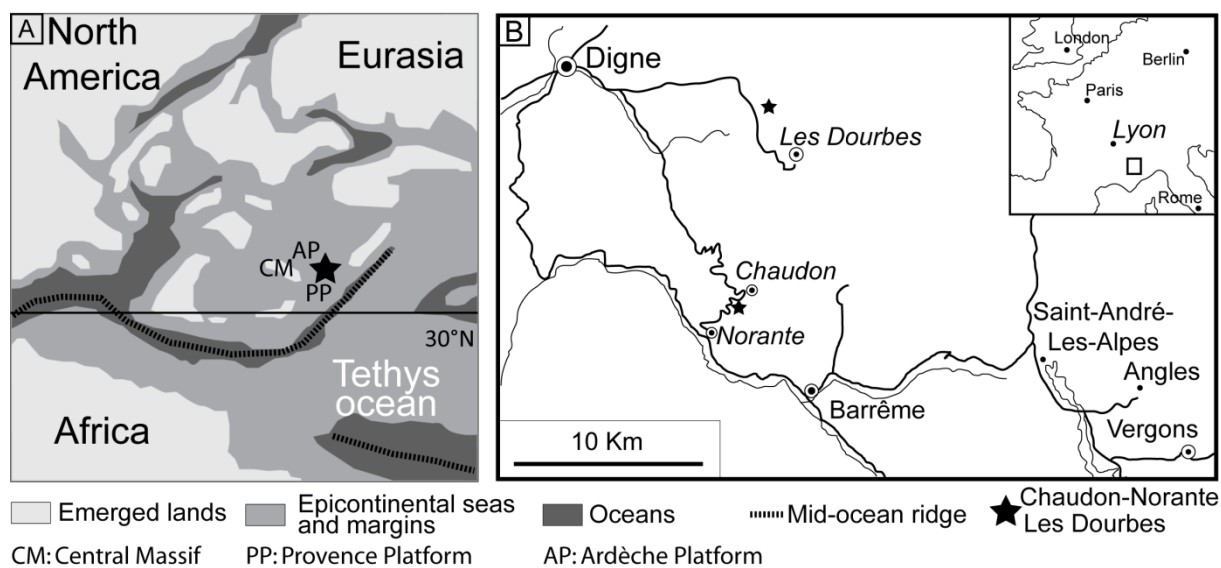 A
North
America
Eurasia
AP
CM
PP
30°N
Tethys
ocean
Africa
B
Digne
Les Dourbes
Chaudon
Norante
Barrême
Saint-André-
Les-Alpes
Angles
Vergons
10 Km
London
Berlin
Paris
Lyon
Rome
Emerged lands
Epicontinental seas
and margins
Oceans
Mid-ocean ridge
Chaudon-Norante
Les Dourbes
CM: Central Massif
PP: Provence Platform
AP: Ardèche Platform